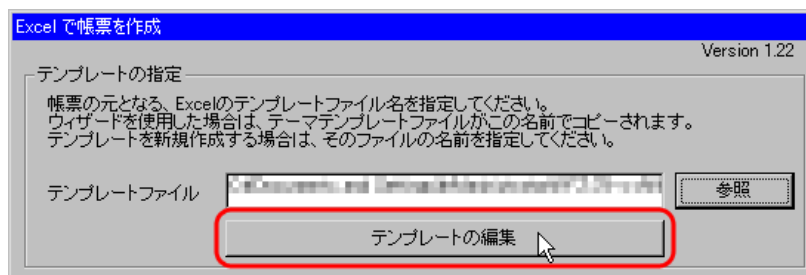 Excel で帳票を作成
Version 1.22
テンプレートの指定
帳票の元となる、Excelのテンプレートファイル名を指定してください。
ウィザードを使用した場合は、テーマテンプレートファイルがこの名前でコピーされます。
テンプレートを新規作成する場合は、そのファイルの名前を指定してください。
テンプレートファイル
参照
テンプレートの編集